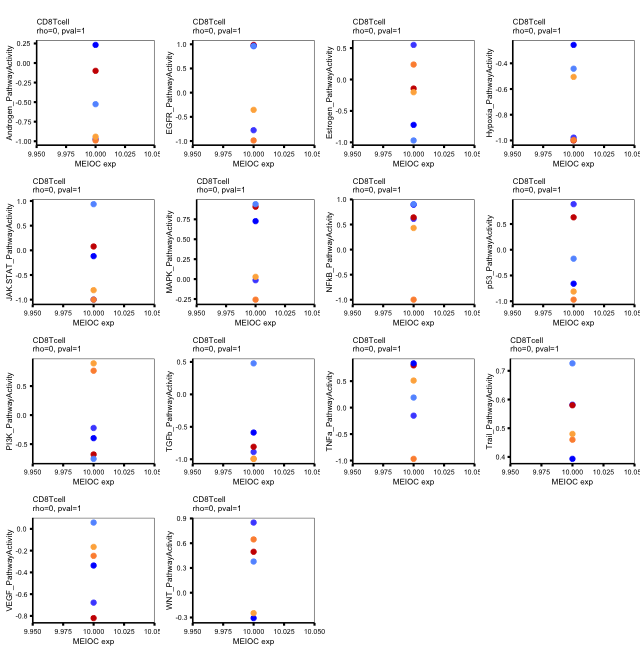 CD8Tcell
rho=0, pval=1
0.25
0.00
-0.25
-0.50
-0.75
-1.00
Androgen_PathwayActivity
9.950 9.975 10.000 10.025 10.05
MEIOC exp
CD8Tcell
rho=0, pval=1
1.0
0.5
0.0
-0.5
-1.0
EGFR_PathwayActivity
9.950 9.975 10.000 10.025 10.05
MEIOC exp
CD8Tcell
rho=0, pval=1
0.5
0.0
-0.5
-1.0
Estrogen_PathwayActivity
9.950 9.975 10.000 10.025 10.05
MEIOC exp
CD8Tcell
rho=0, pval=1
-0.4
-0.6
-0.8
-1.0
Hypoxia_PathwayActivity
9.950 9.975 10.000 10.025 10.05
MEIOC exp
CD8Tcell
rho=0, pval=1
1.0
0.5
0.0
-0.5
-1.0
JAK.STAT_PathwayActivity
9.950 9.975 10.000 10.025 10.05
MEIOC exp
CD8Tcell
rho=0, pval=1
0.75
0.50
0.25
0.00
-0.25
MAPK_PathwayActivity
9.950 9.975 10.000 10.025 10.05
MEIOC exp
CD8Tcell
rho=0, pval=1
1.0
0.5
0.0
-0.5
-1.0
NFkB_PathwayActivity
9.950 9.975 10.000 10.025 10.05
MEIOC exp
CD8Tcell
rho=0, pval=1
0.5
0.0
-0.5
-1.0
p53_PathwayActivity
9.950 9.975 10.000 10.025 10.05
MEIOC exp
CD8Tcell
rho=0, pval=1
0.5
0.0
-0.5
PI3K_PathwayActivity
9.950 9.975 10.000 10.025 10.05
MEIOC exp
CD8Tcell
rho=0, pval=1
0.5
0.0
-0.5
-1.0
TGFb_PathwayActivity
9.950 9.975 10.000 10.025 10.05
MEIOC exp
CD8Tcell
rho=0, pval=1
0.5
0.0
-0.5
-1.0
TNFa_PathwayActivity
9.950 9.975 10.000 10.025 10.05
MEIOC exp
CD8Tcell
rho=0, pval=1
0.7
0.6
0.5
0.4
Trail_PathwayActivity
9.950 9.975 10.000 10.025 10.05
MEIOC exp
CD8Tcell
rho=0, pval=1
0.0
-0.2
-0.4
-0.6
-0.8
VEGF_PathwayActivity
9.950 9.975 10.000 10.025 10.05
MEIOC exp
CD8Tcell
rho=0, pval=1
0.9
0.6
0.3
0.0
-0.3
WNT_PathwayActivity
9.950 9.975 10.000 10.025 10.050
MEIOC exp